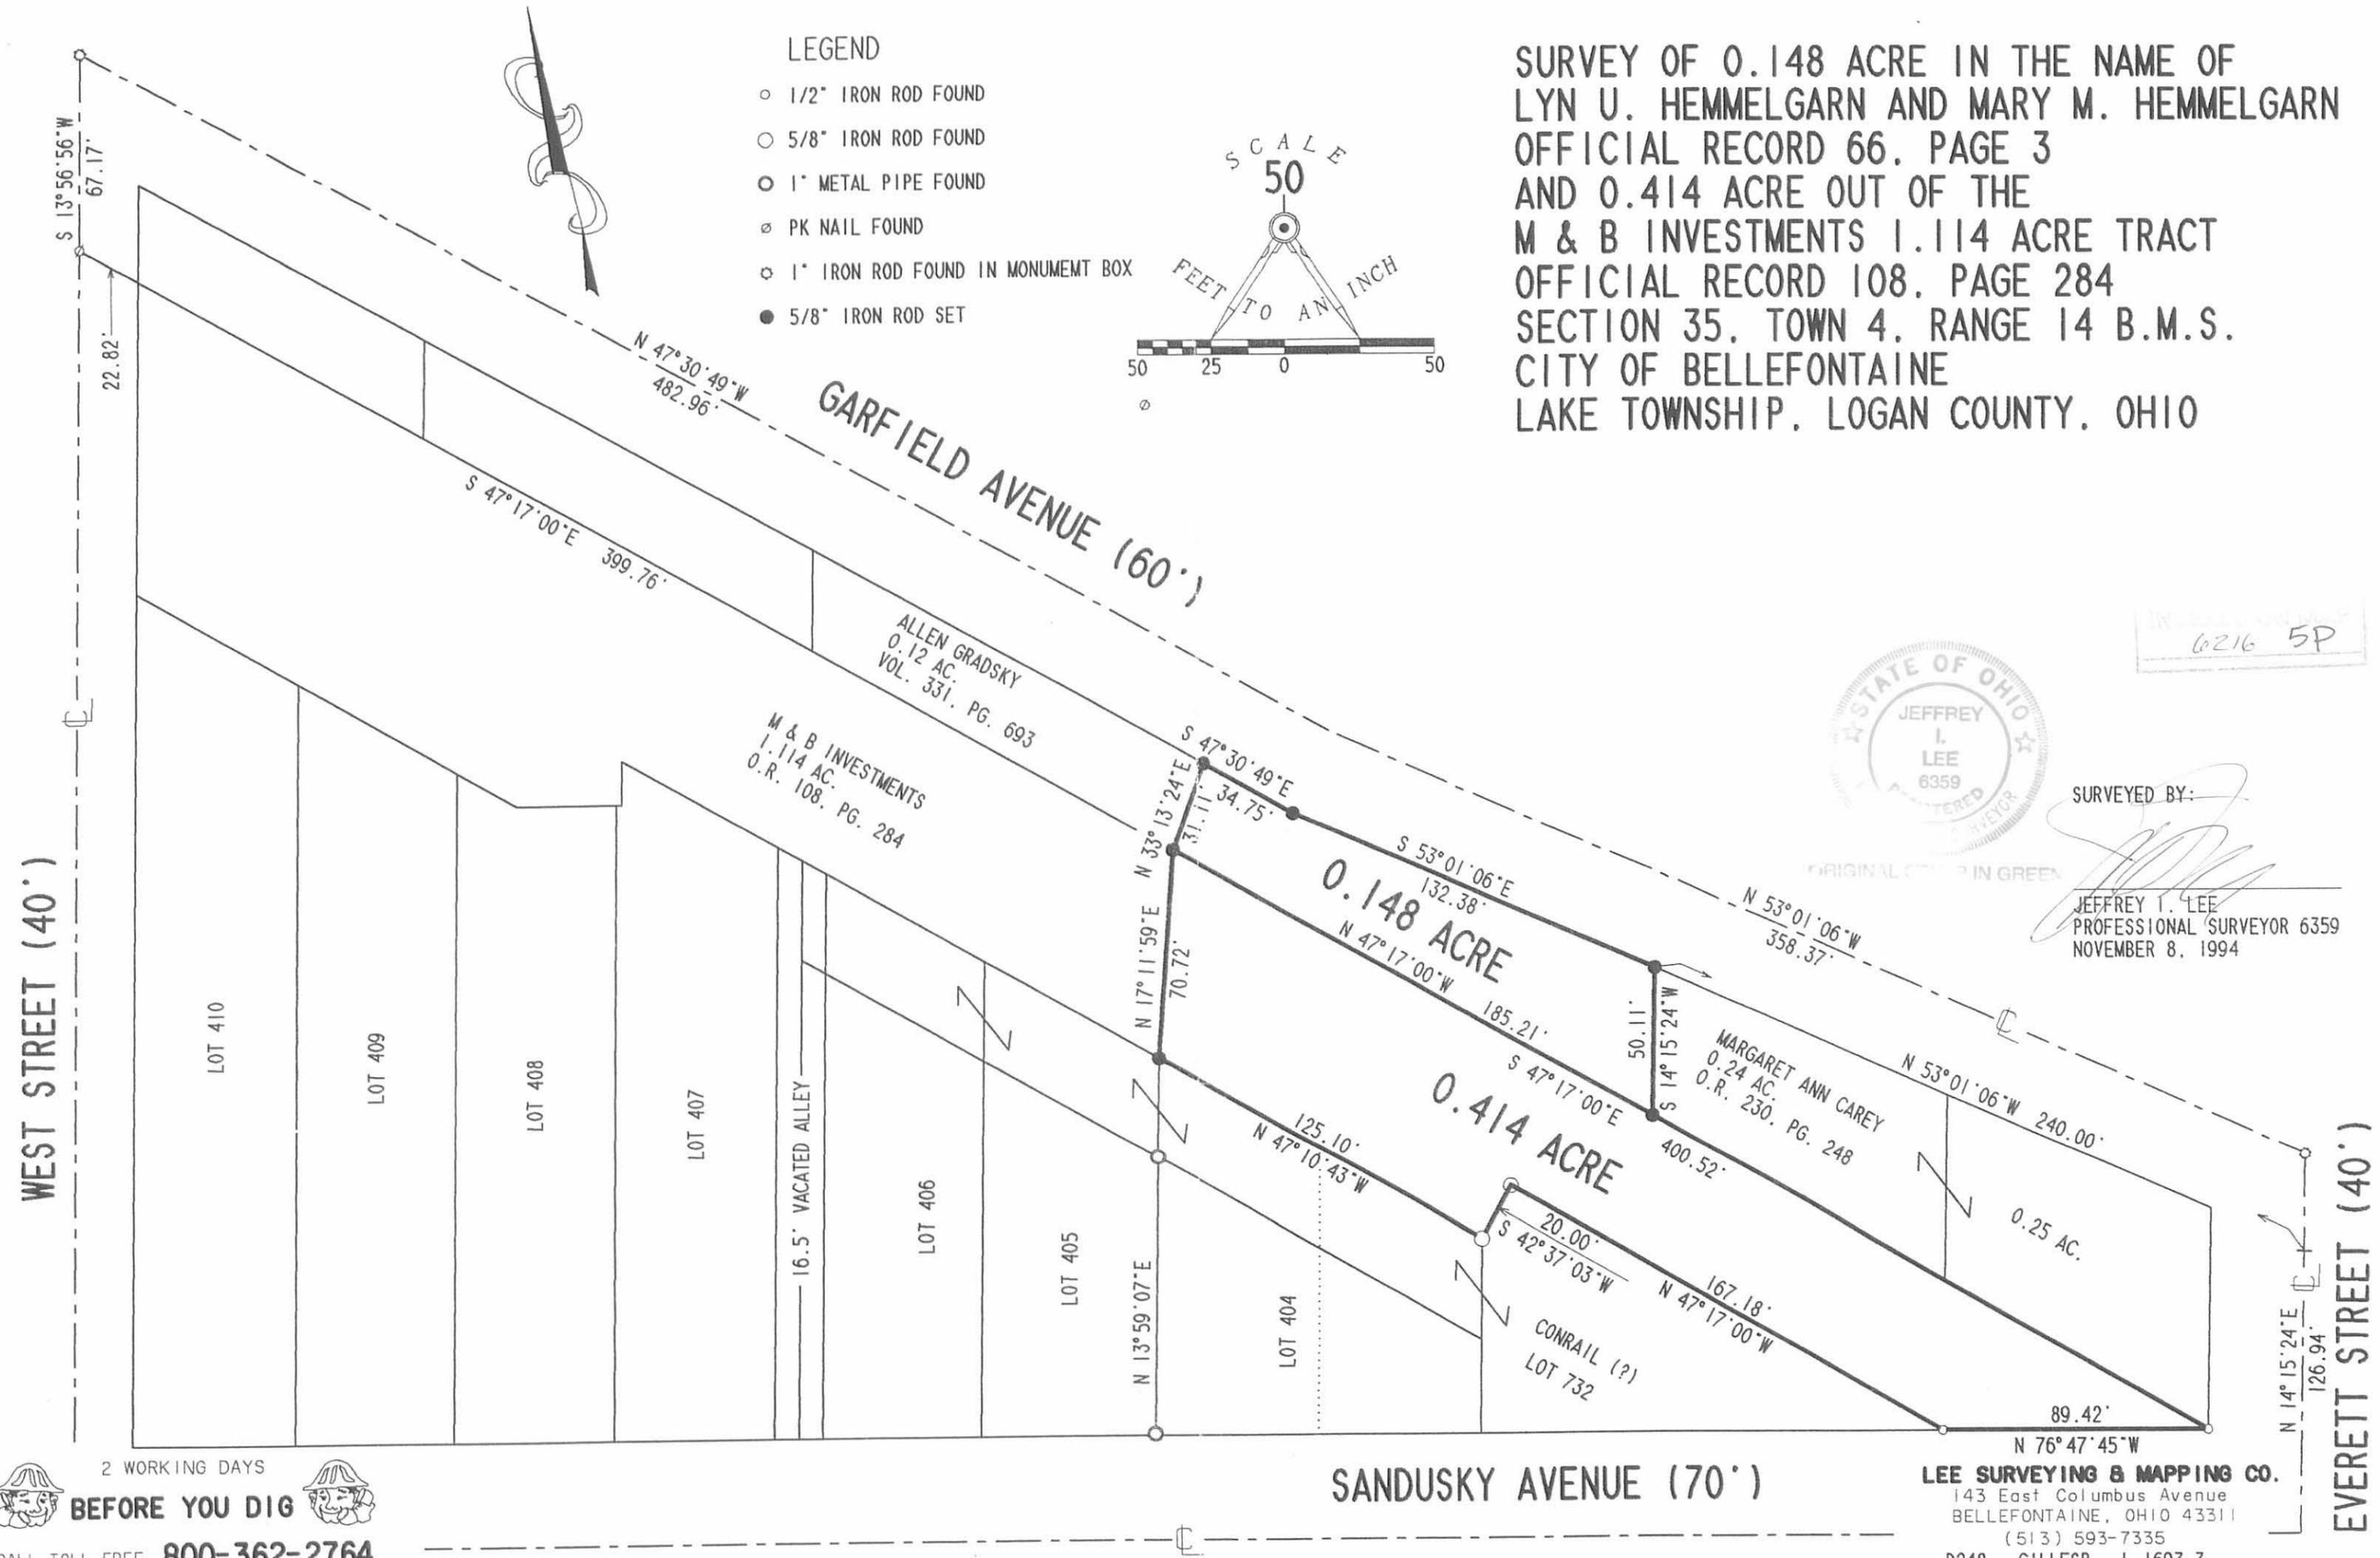 SURVEY OF 0.148 ACRE IN THE NAME OF
LYN U. HEMMELGARN AND MARY M. HEMMELGARN
OFFICIAL RECORD 66, PAGE 3
AND 0.414 ACRE OUT OF THE
M & B INVESTMENTS 1.114 ACRE TRACT
OFFICIAL RECORD 108, PAGE 284
SECTION 35, TOWN 4, RANGE 14 B.M.S.
CITY OF BELLEFONTAINE
LAKE TOWNSHIP, LOGAN COUNTY, OHIO
LEGEND
1/2" IRON ROD FOUND
5/8" IRON ROD FOUND
1" METAL PIPE FOUND
PK NAIL FOUND
1" IRON ROD FOUND IN MONUMEMT BOX
5/8" IRON ROD SET
SCALE
50
FEET TO AN INCH
50 25 0 50
S 13°56'56"W
67.17'
22.82'
N 47°30'49"W
482.96'
GARFIELD AVENUE (60')
S 47°17'00"E 399.76'
ALLEN GRADSKY
0.12 AC.
VOL. 331, PG. 693
M & B INVESTMENTS
1.114 AC.
O.R. 108, PG. 284
S 47°30'49"E
34.75'
N 33°13'24"E
31.11'
S 53°01'06"E
132.38'
0.148 ACRE
N 47°17'00"W 185.21'
N 17°11'59"E
70.72'
50.11'
S 14°15'24"W
S 47°17'00"E 400.52'
0.414 ACRE
N 53°01'06"W
358.37'
MARGARET ANN CAREY
0.24 AC.
O.R. 230, PG. 248
N 53°01'06"W 240.00'
0.25 AC.
125.10'
N 47°10'43"W
20.00'
S 42°37'03"W
167.18'
N 47°17'00"W
CONRAIL (?)
LOT 732
89.42'
N 76°47'45"W
N 14°15'24"E
126.94'
EVERETT STREET (40')
WEST STREET (40')
LOT 410
LOT 409
LOT 408
LOT 407
16.5' VACATED ALLEY
LOT 406
LOT 405
N 13°59'07"E
LOT 404
SANDUSKY AVENUE (70')
6216 5P
STATE OF OHIO
JEFFREY
I.
LEE
6359
SURVEYED BY:
JEFFREY I. LEE
PROFESSIONAL SURVEYOR 6359
NOVEMBER 8, 1994
2 WORKING DAYS
BEFORE YOU DIG
800-362-2764
LEE SURVEYING & MAPPING CO.
143 East Columbus Avenue
BELLEFONTAINE, OHIO 43311
(513) 593-7335